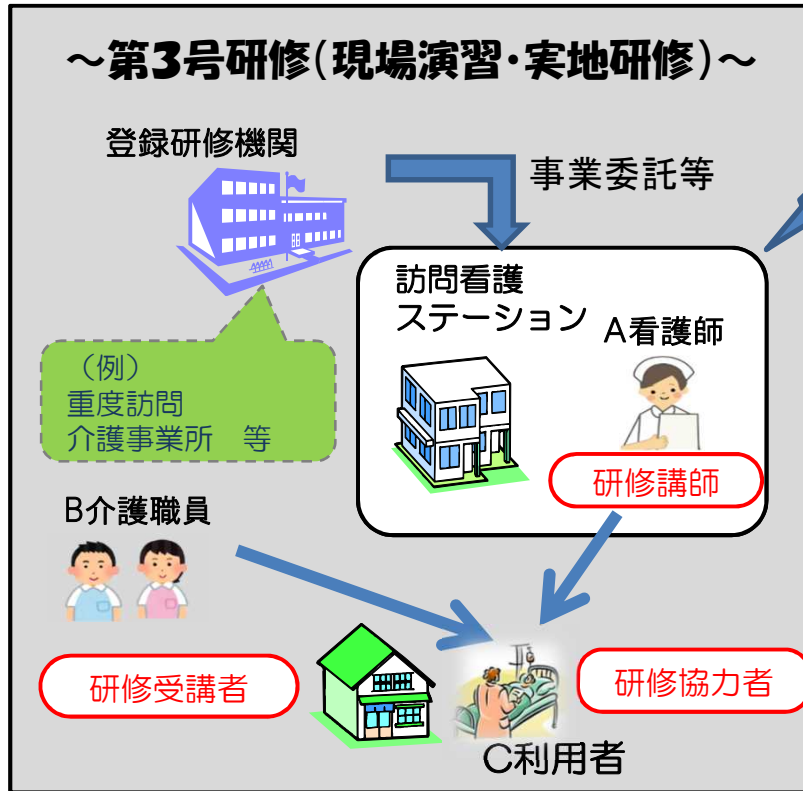 ～第3号研修(現場演習・実地研修)～
登録研修機関
事業委託等
訪問看護
ステーション
A看護師
（例）
重度訪問
介護事業所　等
研修講師
B介護職員
研修受講者
研修協力者
C利用者